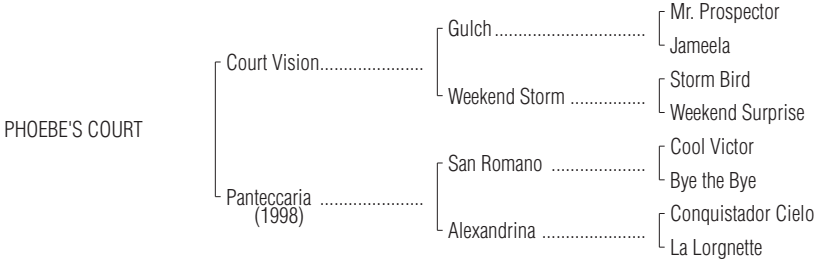 Mr. Prospector
Gulch................................
Jameela
Court Vision......................
Storm Bird
Weekend Storm ................
Weekend Surprise
PHOEBE'S COURT
Cool Victor
San Romano ....................
Bye the Bye
Panteccaria ......................
(1998)
Conquistador Cielo
Alexandrina ......................
La Lorgnette